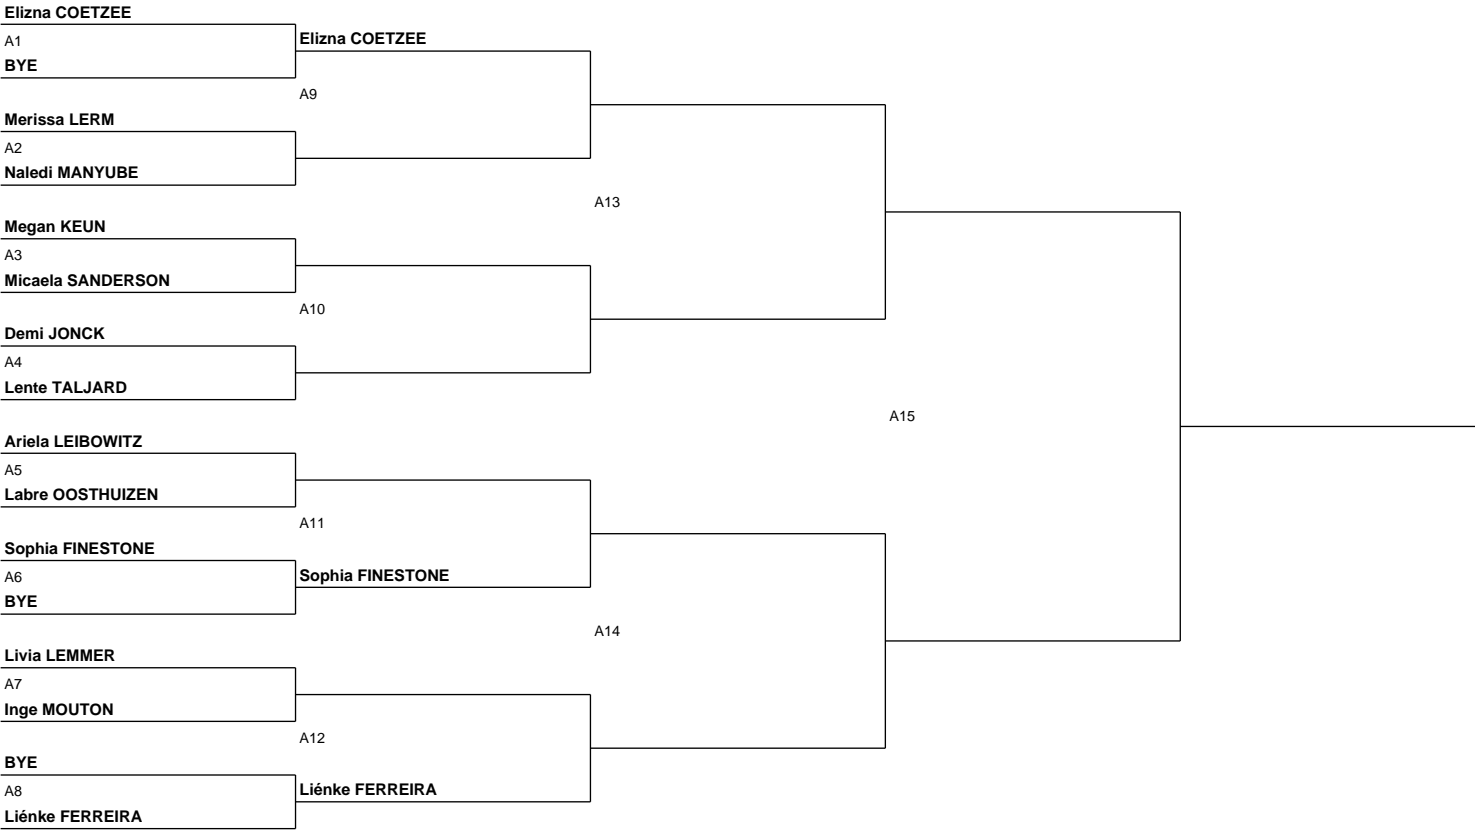 Elizna COETZEE
A1
BYE
Elizna COETZEE
A9
Merissa LERM
A2
Naledi MANYUBE
A13
Megan KEUN
A3
Micaela SANDERSON
A10
Demi JONCK
A4
Lente TALJARD
A15
Ariela LEIBOWITZ
A5
Labre OOSTHUIZEN
A11
Sophia FINESTONE
A6
BYE
Sophia FINESTONE
A14
Livia LEMMER
A7
Inge MOUTON
A12
BYE
A8
Liénke FERREIRA
Liénke FERREIRA